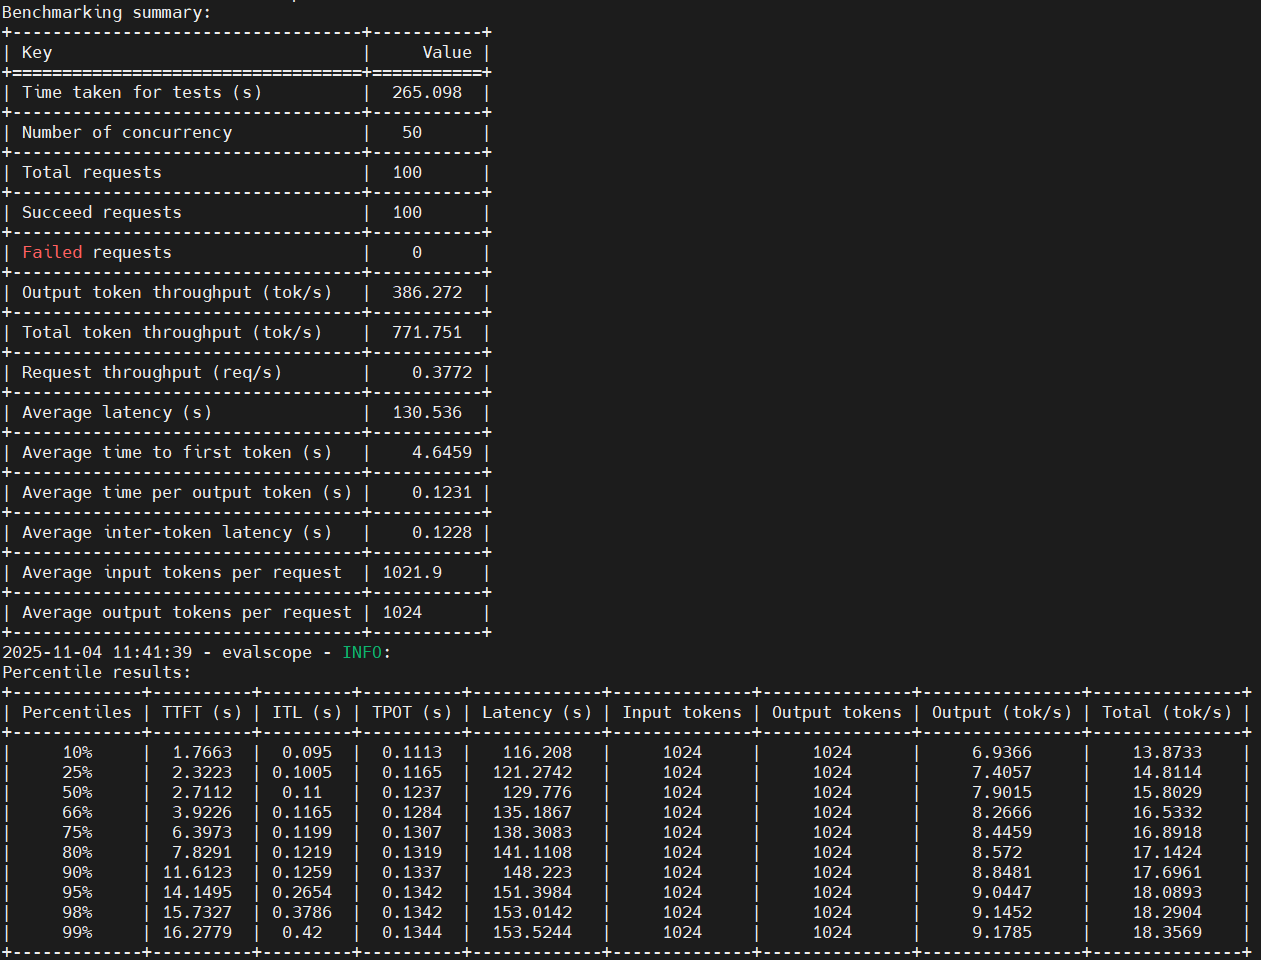 Benchmarking summary:
+-----------------------------------+-----------+
| Key                               |     Value |
+===================================+===========+
| Time taken for tests (s)          |  265.098  |
+-----------------------------------+-----------+
| Number of concurrency             |   50      |
+-----------------------------------+-----------+
| Total requests                    |  100      |
+-----------------------------------+-----------+
| Succeed requests                  |  100      |
+-----------------------------------+-----------+
| Failed requests                   |    0      |
+-----------------------------------+-----------+
| Output token throughput (tok/s)   |  386.272  |
+-----------------------------------+-----------+
| Total token throughput (tok/s)    |  771.751  |
+-----------------------------------+-----------+
| Request throughput (req/s)        |    0.3772 |
+-----------------------------------+-----------+
| Average latency (s)               |  130.536  |
+-----------------------------------+-----------+
| Average time to first token (s)   |    4.6459 |
+-----------------------------------+-----------+
| Average time per output token (s) |    0.1231 |
+-----------------------------------+-----------+
| Average inter-token latency (s)   |    0.1228 |
+-----------------------------------+-----------+
| Average input tokens per request  | 1021.9    |
+-----------------------------------+-----------+
| Average output tokens per request | 1024      |
+-----------------------------------+-----------+
2025-11-04 11:41:39 - evalscope - INFO:
Percentile results:
+-------------+----------+---------+----------+-------------+--------------+---------------+----------------+---------------+
| Percentiles | TTFT (s) | ITL (s) | TPOT (s) | Latency (s) | Input tokens | Output tokens | Output (tok/s) | Total (tok/s) |
+-------------+----------+---------+----------+-------------+--------------+---------------+----------------+---------------+
|     10%     |  1.7663  |  0.095  |  0.1113  |   116.208   |     1024     |     1024      |     6.9366     |    13.8733    |
|     25%     |  2.3223  | 0.1005  |  0.1165  |  121.2742   |     1024     |     1024      |     7.4057     |    14.8114    |
|     50%     |  2.7112  |  0.11   |  0.1237  |   129.776   |     1024     |     1024      |     7.9015     |    15.8029    |
|     66%     |  3.9226  | 0.1165  |  0.1284  |  135.1867   |     1024     |     1024      |     8.2666     |    16.5332    |
|     75%     |  6.3973  | 0.1199  |  0.1307  |  138.3083   |     1024     |     1024      |     8.4459     |    16.8918    |
|     80%     |  7.8291  | 0.1219  |  0.1319  |  141.1108   |     1024     |     1024      |     8.572      |    17.1424    |
|     90%     | 11.6123  | 0.1259  |  0.1337  |   148.223   |     1024     |     1024      |     8.8481     |    17.6961    |
|     95%     | 14.1495  | 0.2654  |  0.1342  |  151.3984   |     1024     |     1024      |     9.0447     |    18.0893    |
|     98%     | 15.7327  | 0.3786  |  0.1342  |  153.0142   |     1024     |     1024      |     9.1452     |    18.2904    |
|     99%     | 16.2779  |  0.42   |  0.1344  |  153.5244   |     1024     |     1024      |     9.1785     |    18.3569    |
+-------------+----------+---------+----------+-------------+--------------+---------------+----------------+---------------+